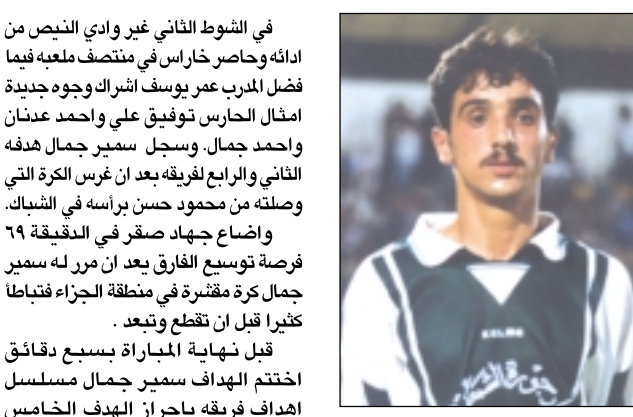 في الشوط الثاني غير وادي النيص من
ادائه وحاصر خاراس في منتصف ملعبه فيما
فضل المدرب عمر يوسف اشراك وجوه جديدة
امثال الحارس توفيق علي واحمد عدنان
واحمد جمال. وسجل سمير جمال هدفه
الثاني والرابع لفريقه بعد ان غرس الكرة التي
وصلته من محمود حسن برأسه في الشباك.
واضاع جهاد صقر في الدقيقة ٦٩
فرصة توسيع الفارق يعد ان مرر له سمير
جمال كرة مقشرة في منطقة الجزاء فتباطأ
كثيرا قبل ان تقطع وتبعد .
قبل نهاية المباراة بسبع دقائق
اختتم الهداف سمير جمال مسلسل
اهداف فريقه باحراز الهدف الخامس
KELME